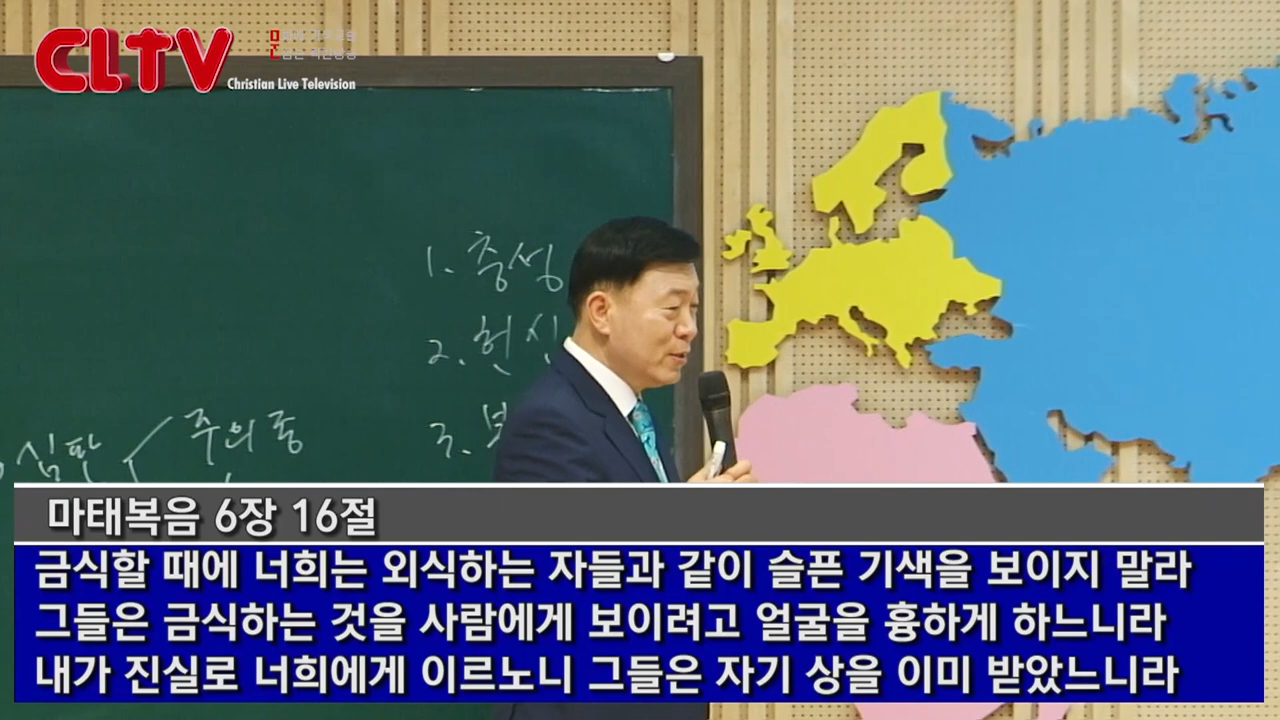 CLTV
Christian Live Television
1. 충성
2. 헌신
3.
심판
주의 종
마태복음 6장 16절
금식할 때에 너희는 외식하는 자들과 같이 슬픈 기색을 보이지 말라
그들은 금식하는 것을 사람에게 보이려고 얼굴을 흉하게 하느니라
내가 진실로 너희에게 이르노니 그들은 자기 상을 이미 받았느니라